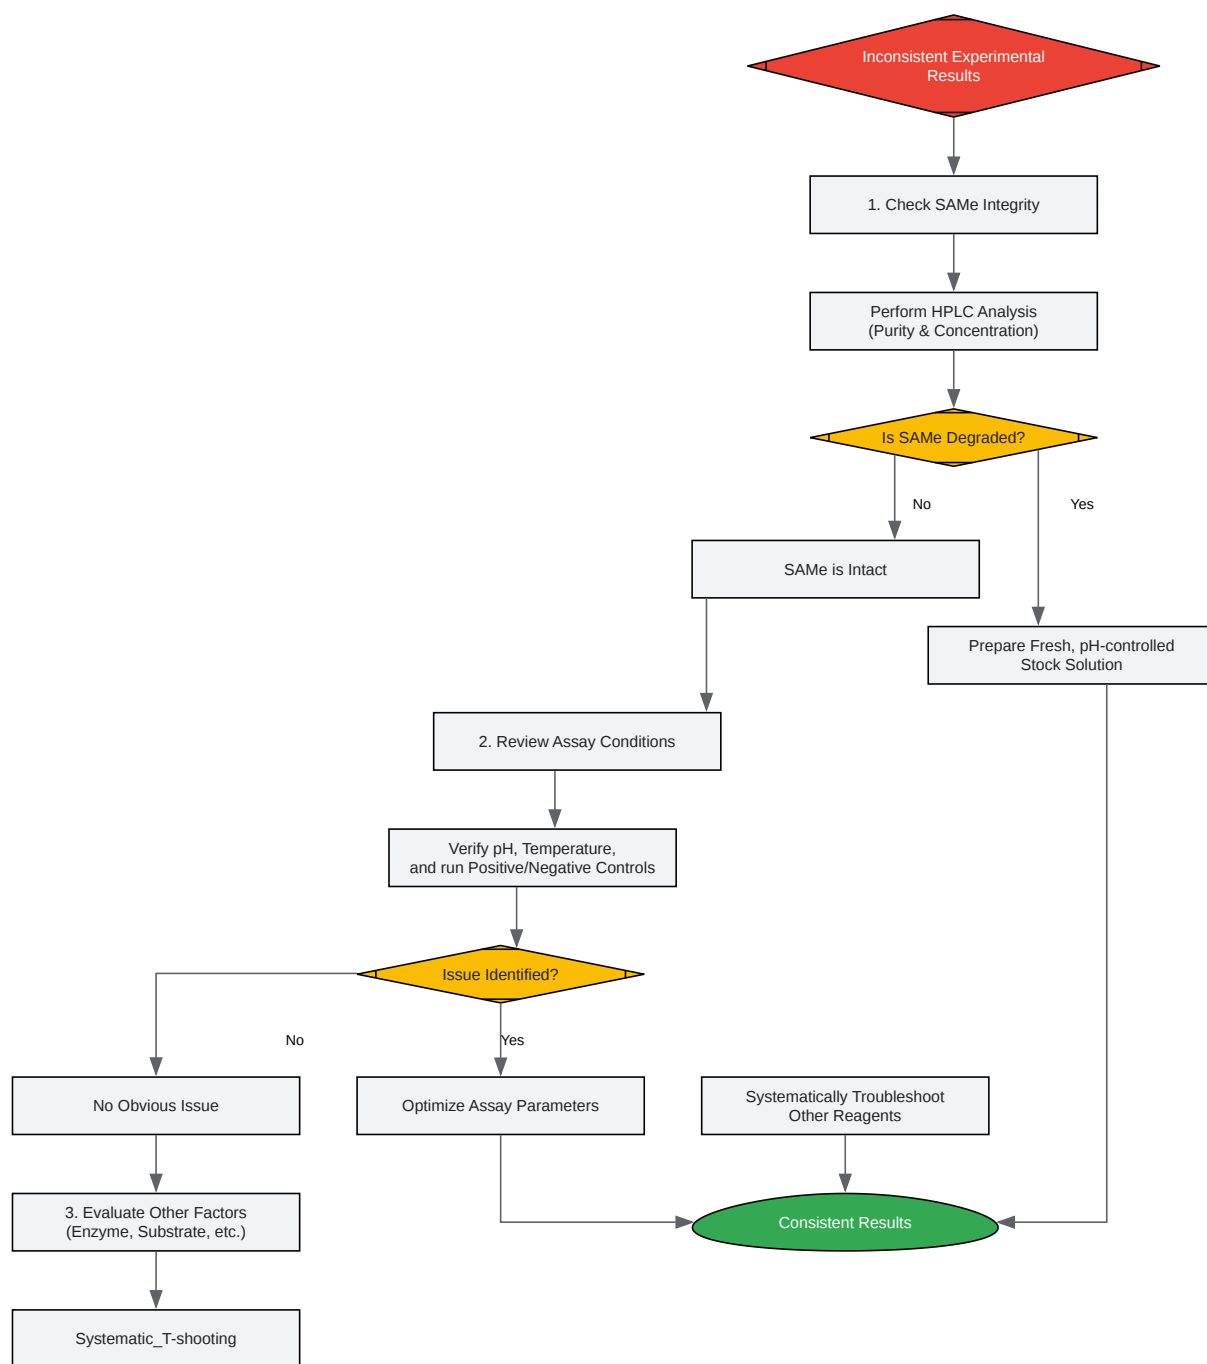 Inconsistent Experimental
Results
1. Check SAMe Integrity
Perform HPLC Analysis
(Purity & Concentration)
Is SAMe Degraded?
No
Yes
SAMe is Intact
Prepare Fresh, pH-controlled
Stock Solution
2. Review Assay Conditions
Verify pH, Temperature,
and run Positive/Negative Controls
Issue Identified?
No
Yes
No Obvious Issue
Optimize Assay Parameters
Systematically Troubleshoot
Other Reagents
3. Evaluate Other Factors
(Enzyme, Substrate, etc.)
Consistent Results
Systematic_T-shooting